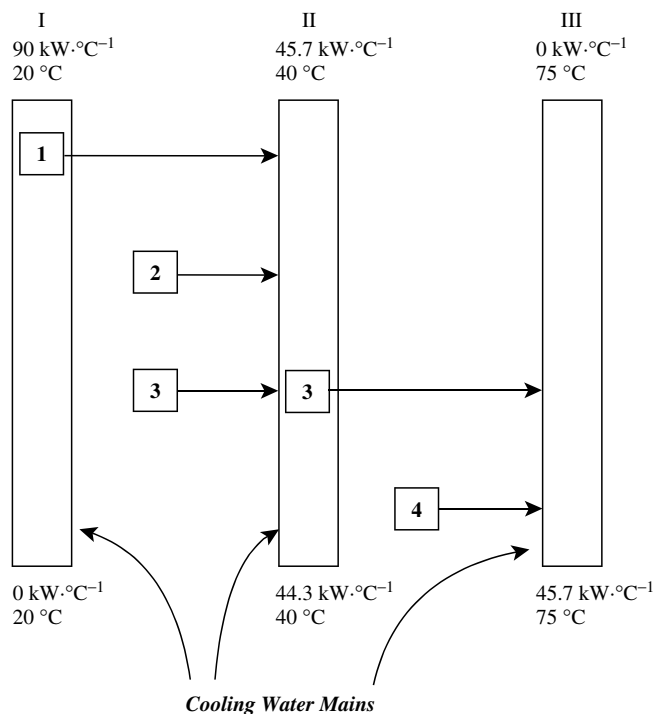 I
II
III
90 kW·°C⁻¹
45.7 kW·°C⁻¹
0 kW·°C⁻¹
20 °C
40 °C
75 °C
1
2
3
3
4
0 kW·°C⁻¹
44.3 kW·°C⁻¹
45.7 kW·°C⁻¹
20 °C
40 °C
75 °C
Cooling Water Mains